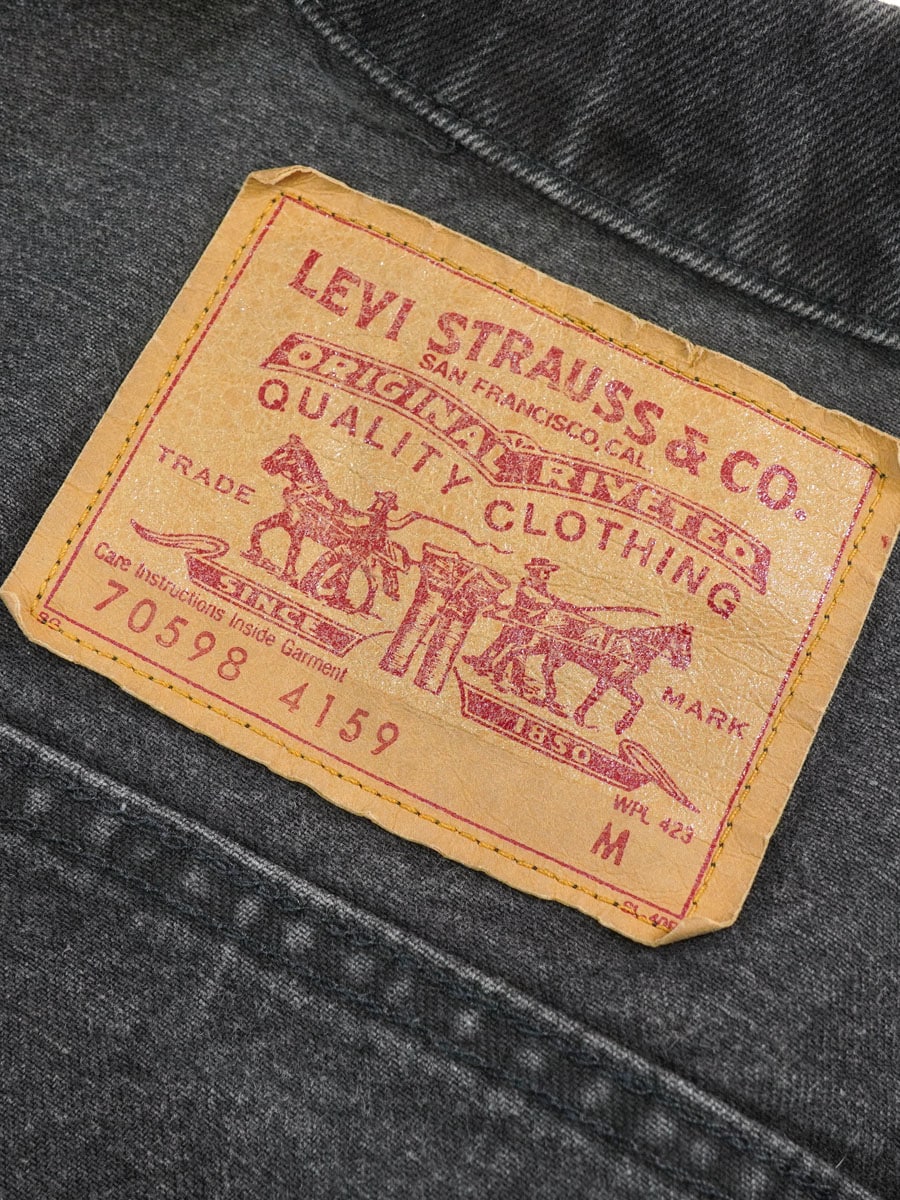 LEVI STRAUSS & CO.
SAN FRANCISCO, CAL.
ORIGINAL RIVETED
QUALITY CLOTHING
TRADE MARK
SINCE 1850
Care Instructions Inside Garment
70598 4159
WPL 423
M